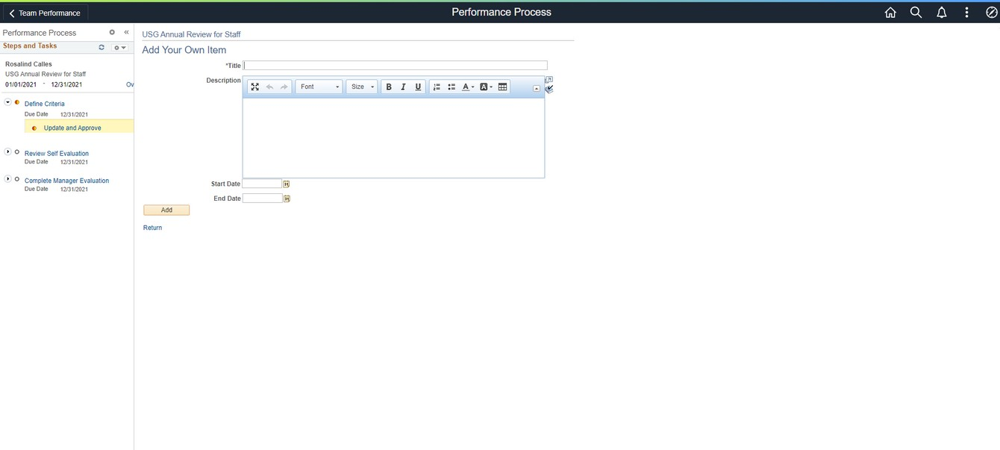 Team Performance
Performance Process
Performance Process
Steps and Tasks
Rosalind Calles
USG Annual Review for Staff
01/01/2021 - 12/31/2021 Ov
Define Criteria
Due Date 12/31/2021
Update and Approve
Review Self Evaluation
Due Date 12/31/2021
Complete Manager Evaluation
Due Date 12/31/2021
USG Annual Review for Staff
Add Your Own Item
*Title
Description
Font Size B I U A A
Start Date
End Date
Add
Return